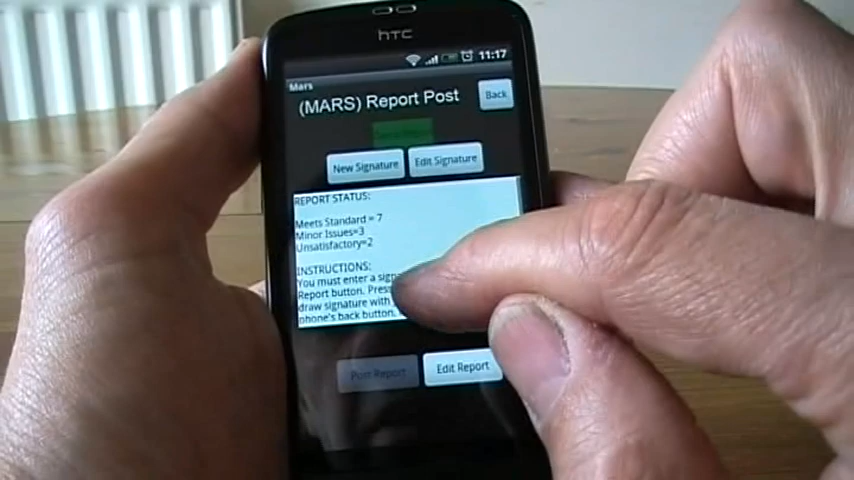 hTC
11:17
Mars
(MARS) Report Post
Back
New Signature
Edit Signature
REPORT STATUS:
Meets Standard = 7
Minor Issues=3
Unsatisfactory=2
INSTRUCTIONS:
You must enter a
Report button. Press
draw signature with
phone's back button.
Post Report
Edit Report